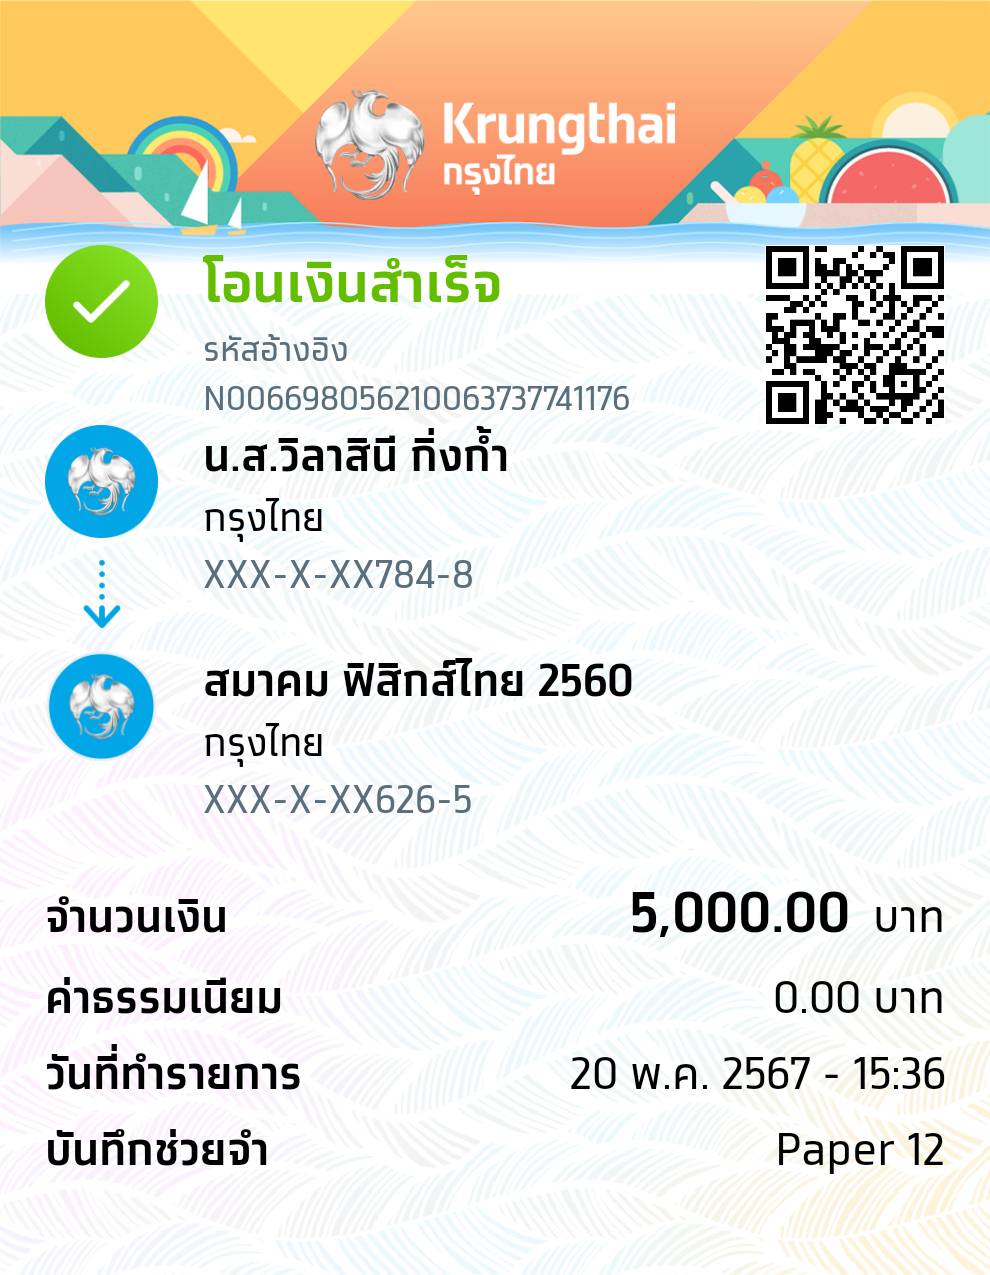 Krungthai
กรุงไทย
โอนเงินสำเร็จ
รหัสอ้างอิง
N00669805621006373774​1176
น.ส.วิลาสินี กิ่งก้ำ
กรุงไทย
XXX-X-XX784-8
สมาคม ฟิสิกส์ไทย 2560
กรุงไทย
XXX-X-XX626-5
จำนวนเงิน 5,000.00 บาท
ค่าธรรมเนียม 0.00 บาท
วันที่ทำรายการ 20 พ.ค. 2567 - 15:36
บันทึกช่วยจำ Paper 12